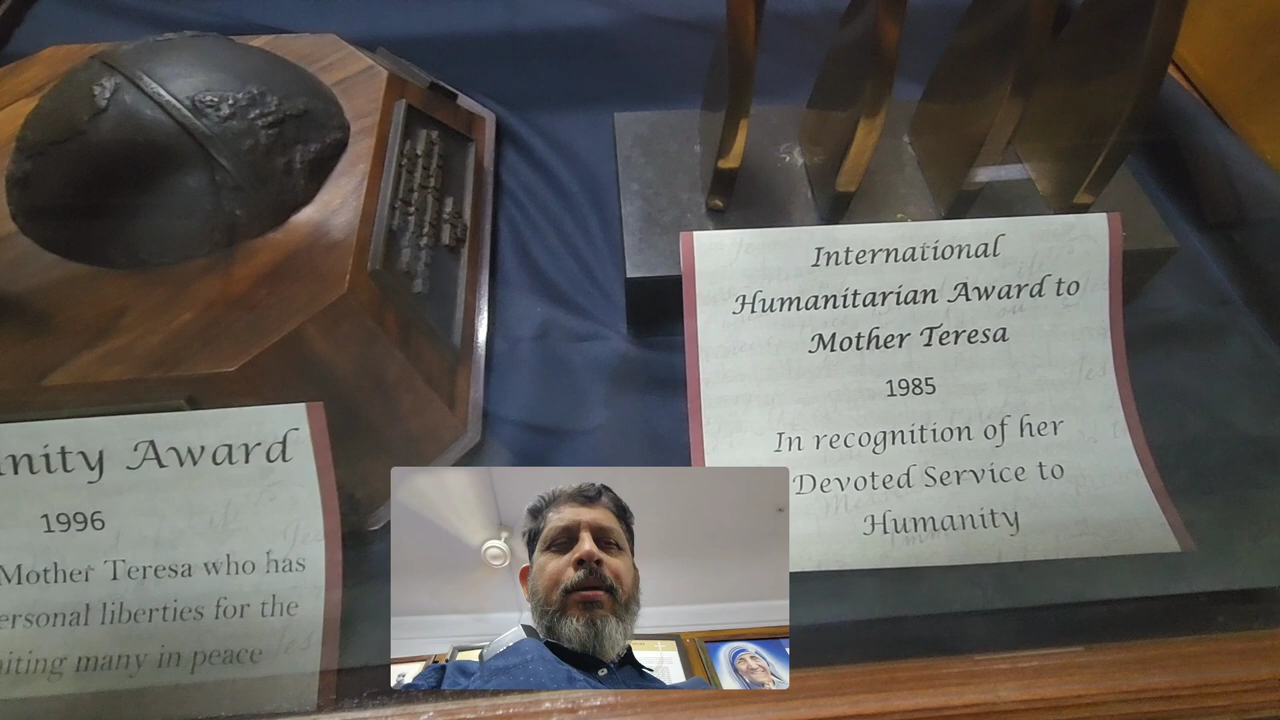 nity Award
1996
Mother Teresa who has
ersonal liberties for the
iting many in peace
International
Humanitarian Award to
Mother Teresa
1985
In recognition of her
Devoted Service to
Humanity